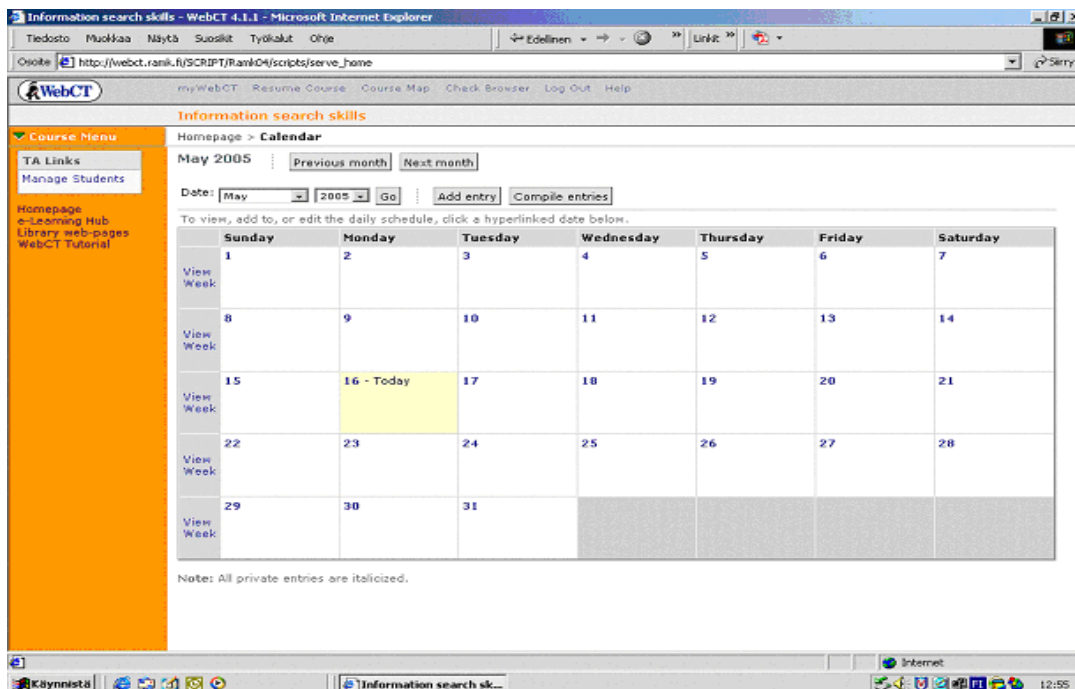 Information search skills - WebCT 4.1.1 - Microsoft Internet Explorer
Tiedosto Muokkaa Näytä Suosikit Työkalut Ohje Edellinen Linkit
Osoite http://webct.ramk.fi/SCRIPT/Ramk04/scripts/serve_home Siirry
WebCT myWebCT Resume Course Course Map Check Browser Log Out Help
Information search skills
Course Menu
TA Links
Manage Students
Homepage
e-Learning Hub
Library web-pages
WebCT Tutorial
Homepage > Calendar
May 2005 Previous month Next month
Date: May 2005 Go Add entry Compile entries
To view, add to, or edit the daily schedule, click a hyperlinked date below.
Sunday Monday Tuesday Wednesday Thursday Friday Saturday
View Week 1 2 3 4 5 6 7
View Week 8 9 10 11 12 13 14
View Week 15 16 - Today 17 18 19 20 21
View Week 22 23 24 25 26 27 28
View Week 29 30 31
Note: All private entries are italicized.
Internet
Käynnistä Information search sk... FI 12:55